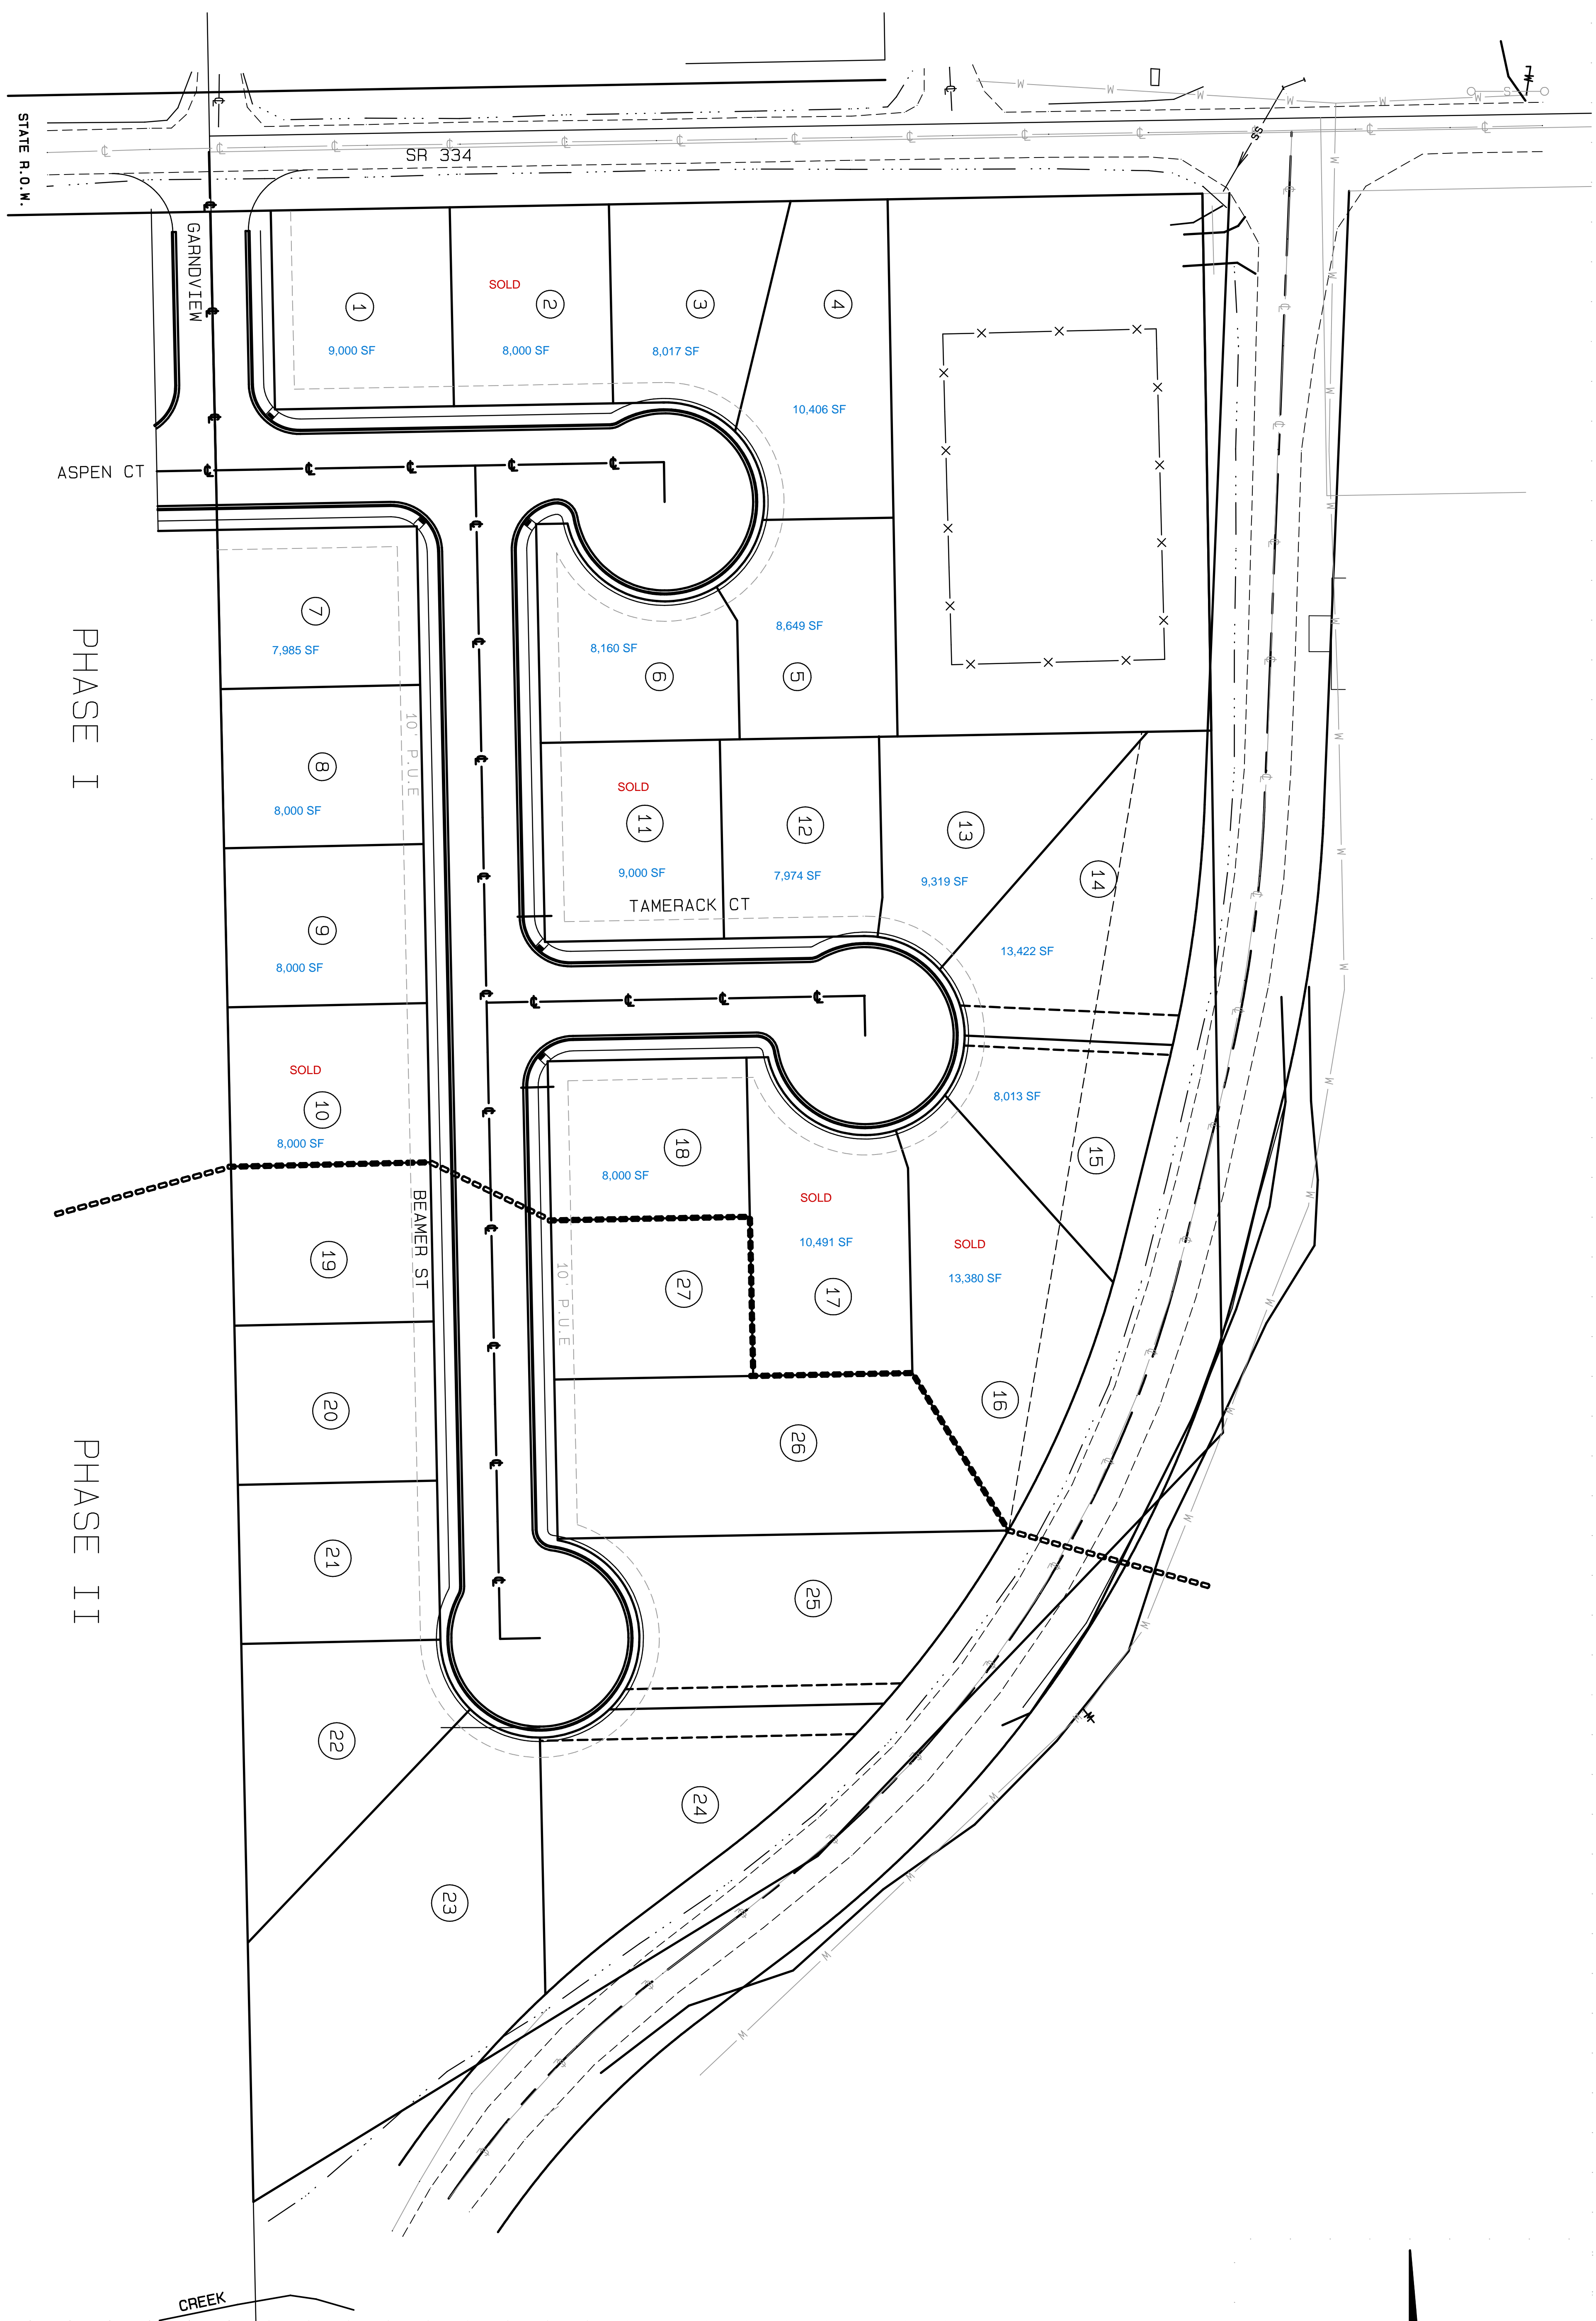 STATE R.O.W.
SR 334
SS
W
S
GARNDVIEW
1
9,000 SF
SOLD
2
8,000 SF
3
8,017 SF
4
10,406 SF
ASPEN CT
PHASE I
7
7,985 SF
8,160 SF
6
8,649 SF
5
10' P.U.E
8
8,000 SF
SOLD
11
9,000 SF
12
7,974 SF
13
9,319 SF
14
13,422 SF
TAMERACK CT
9
8,000 SF
SOLD
10
8,000 SF
8,013 SF
15
18
8,000 SF
SOLD
10,491 SF
17
SOLD
13,380 SF
16
BEAMER ST
19
27
10' P.U.E
20
26
PHASE II
21
25
22
24
23
CREEK